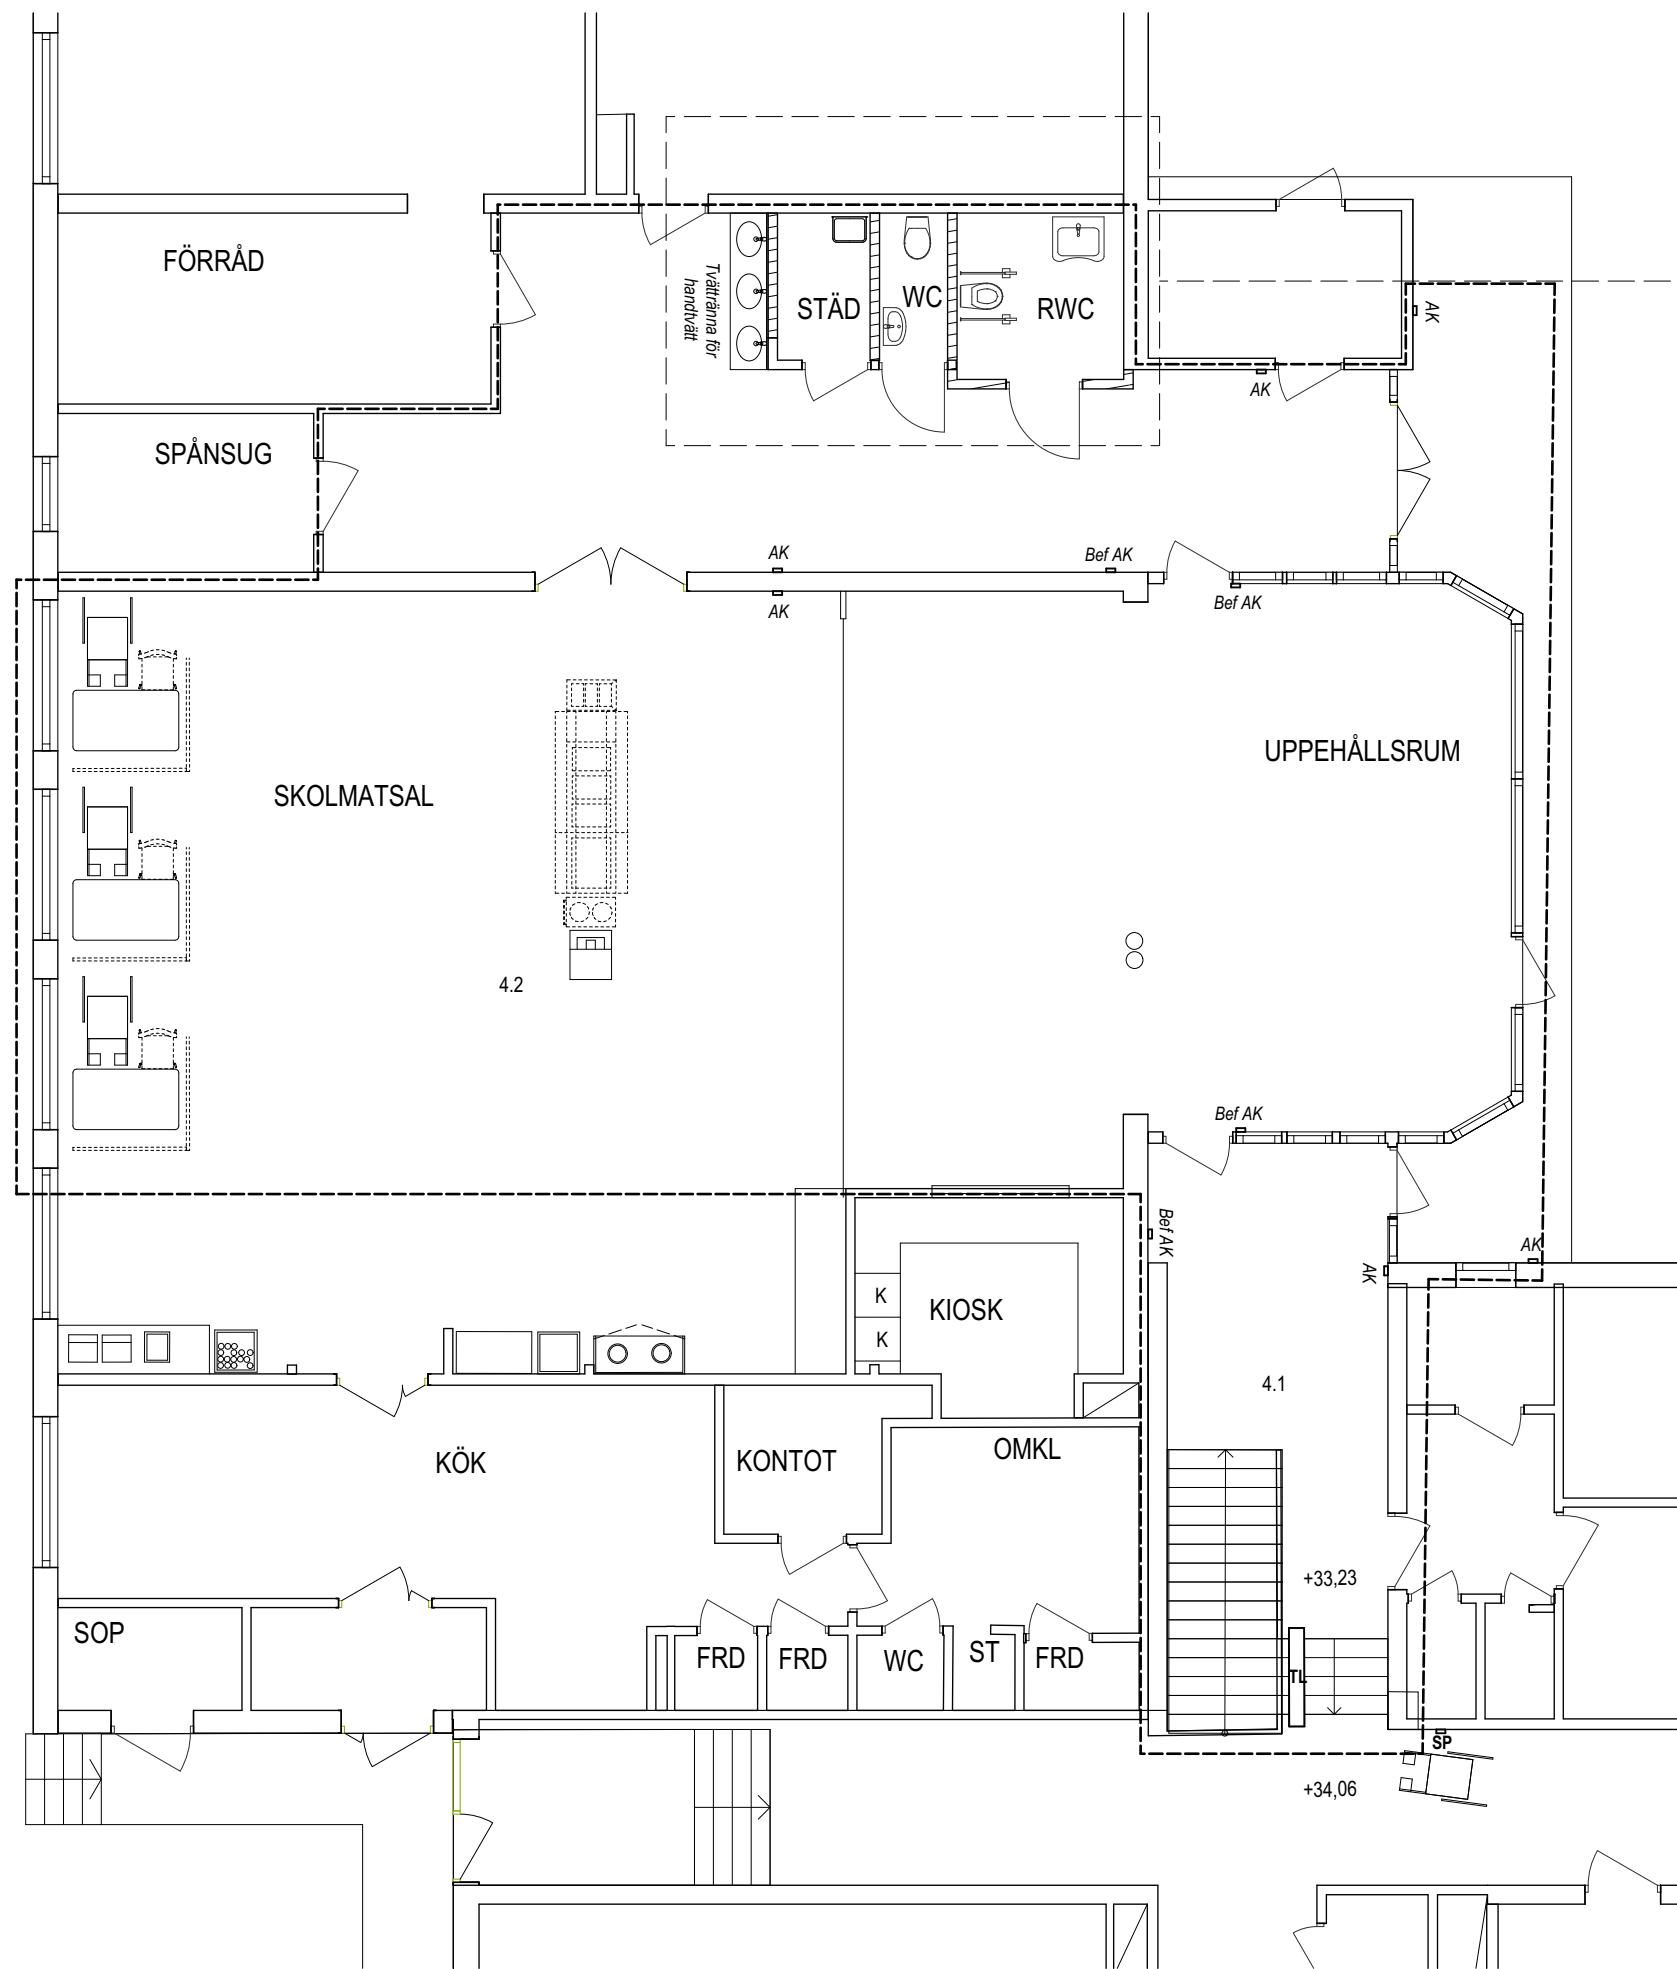 FÖRRÅD
Tvättränna för
handtvätt
STÄD
WC
RWC
AK
AK
SPÅNSUG
AK
Bef AK
AK
Bef AK
UPPEHÅLLSRUM
SKOLMATSAL
4.2
Bef AK
Bef AK
AK
AK
K
K
KIOSK
4.1
KÖK
KONTOT
OMKL
+33,23
SOP
FRD
FRD
WC
ST
FRD
TL
SP
+34,06